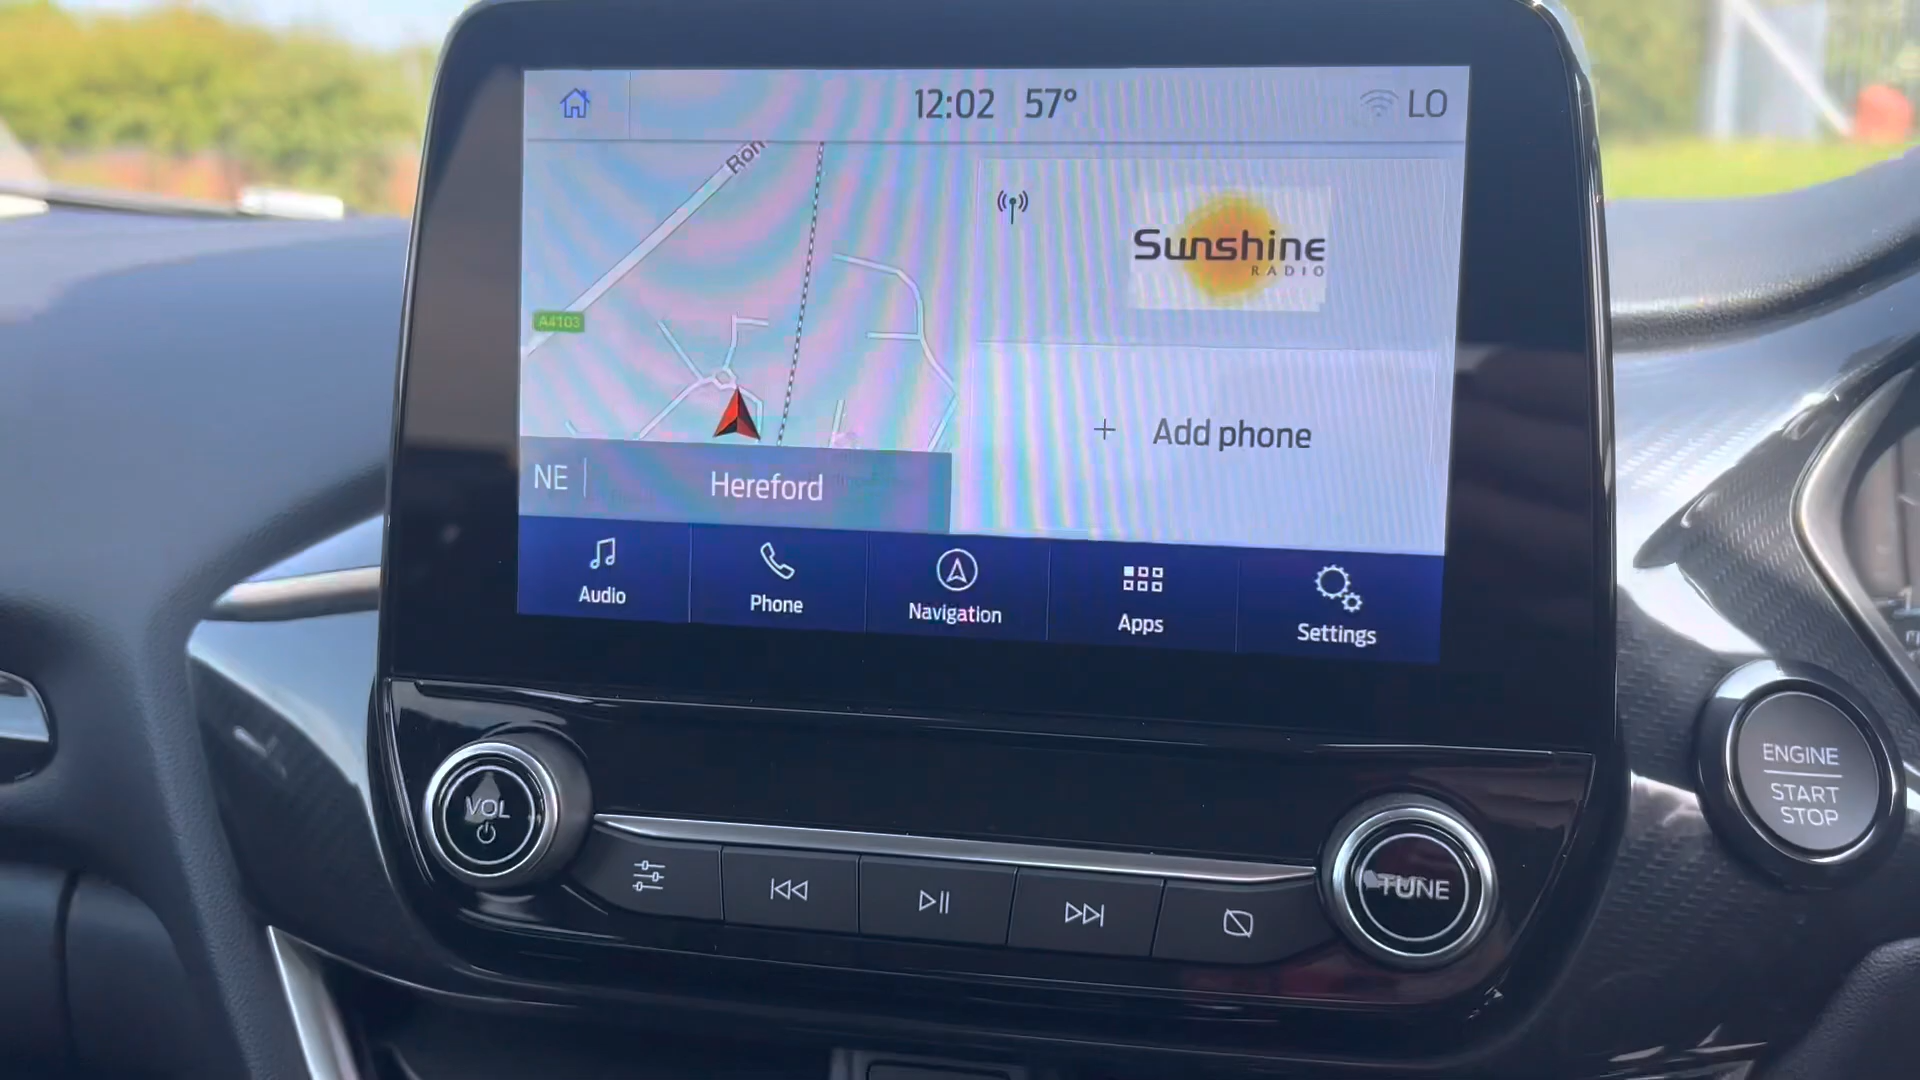 12:02 57° LO
Ron
A4103
Sunshine
RADIO
+ Add phone
NE
Hereford
Audio
Phone
Navigation
Apps
Settings
VOL
TUNE
ENGINE
START
STOP